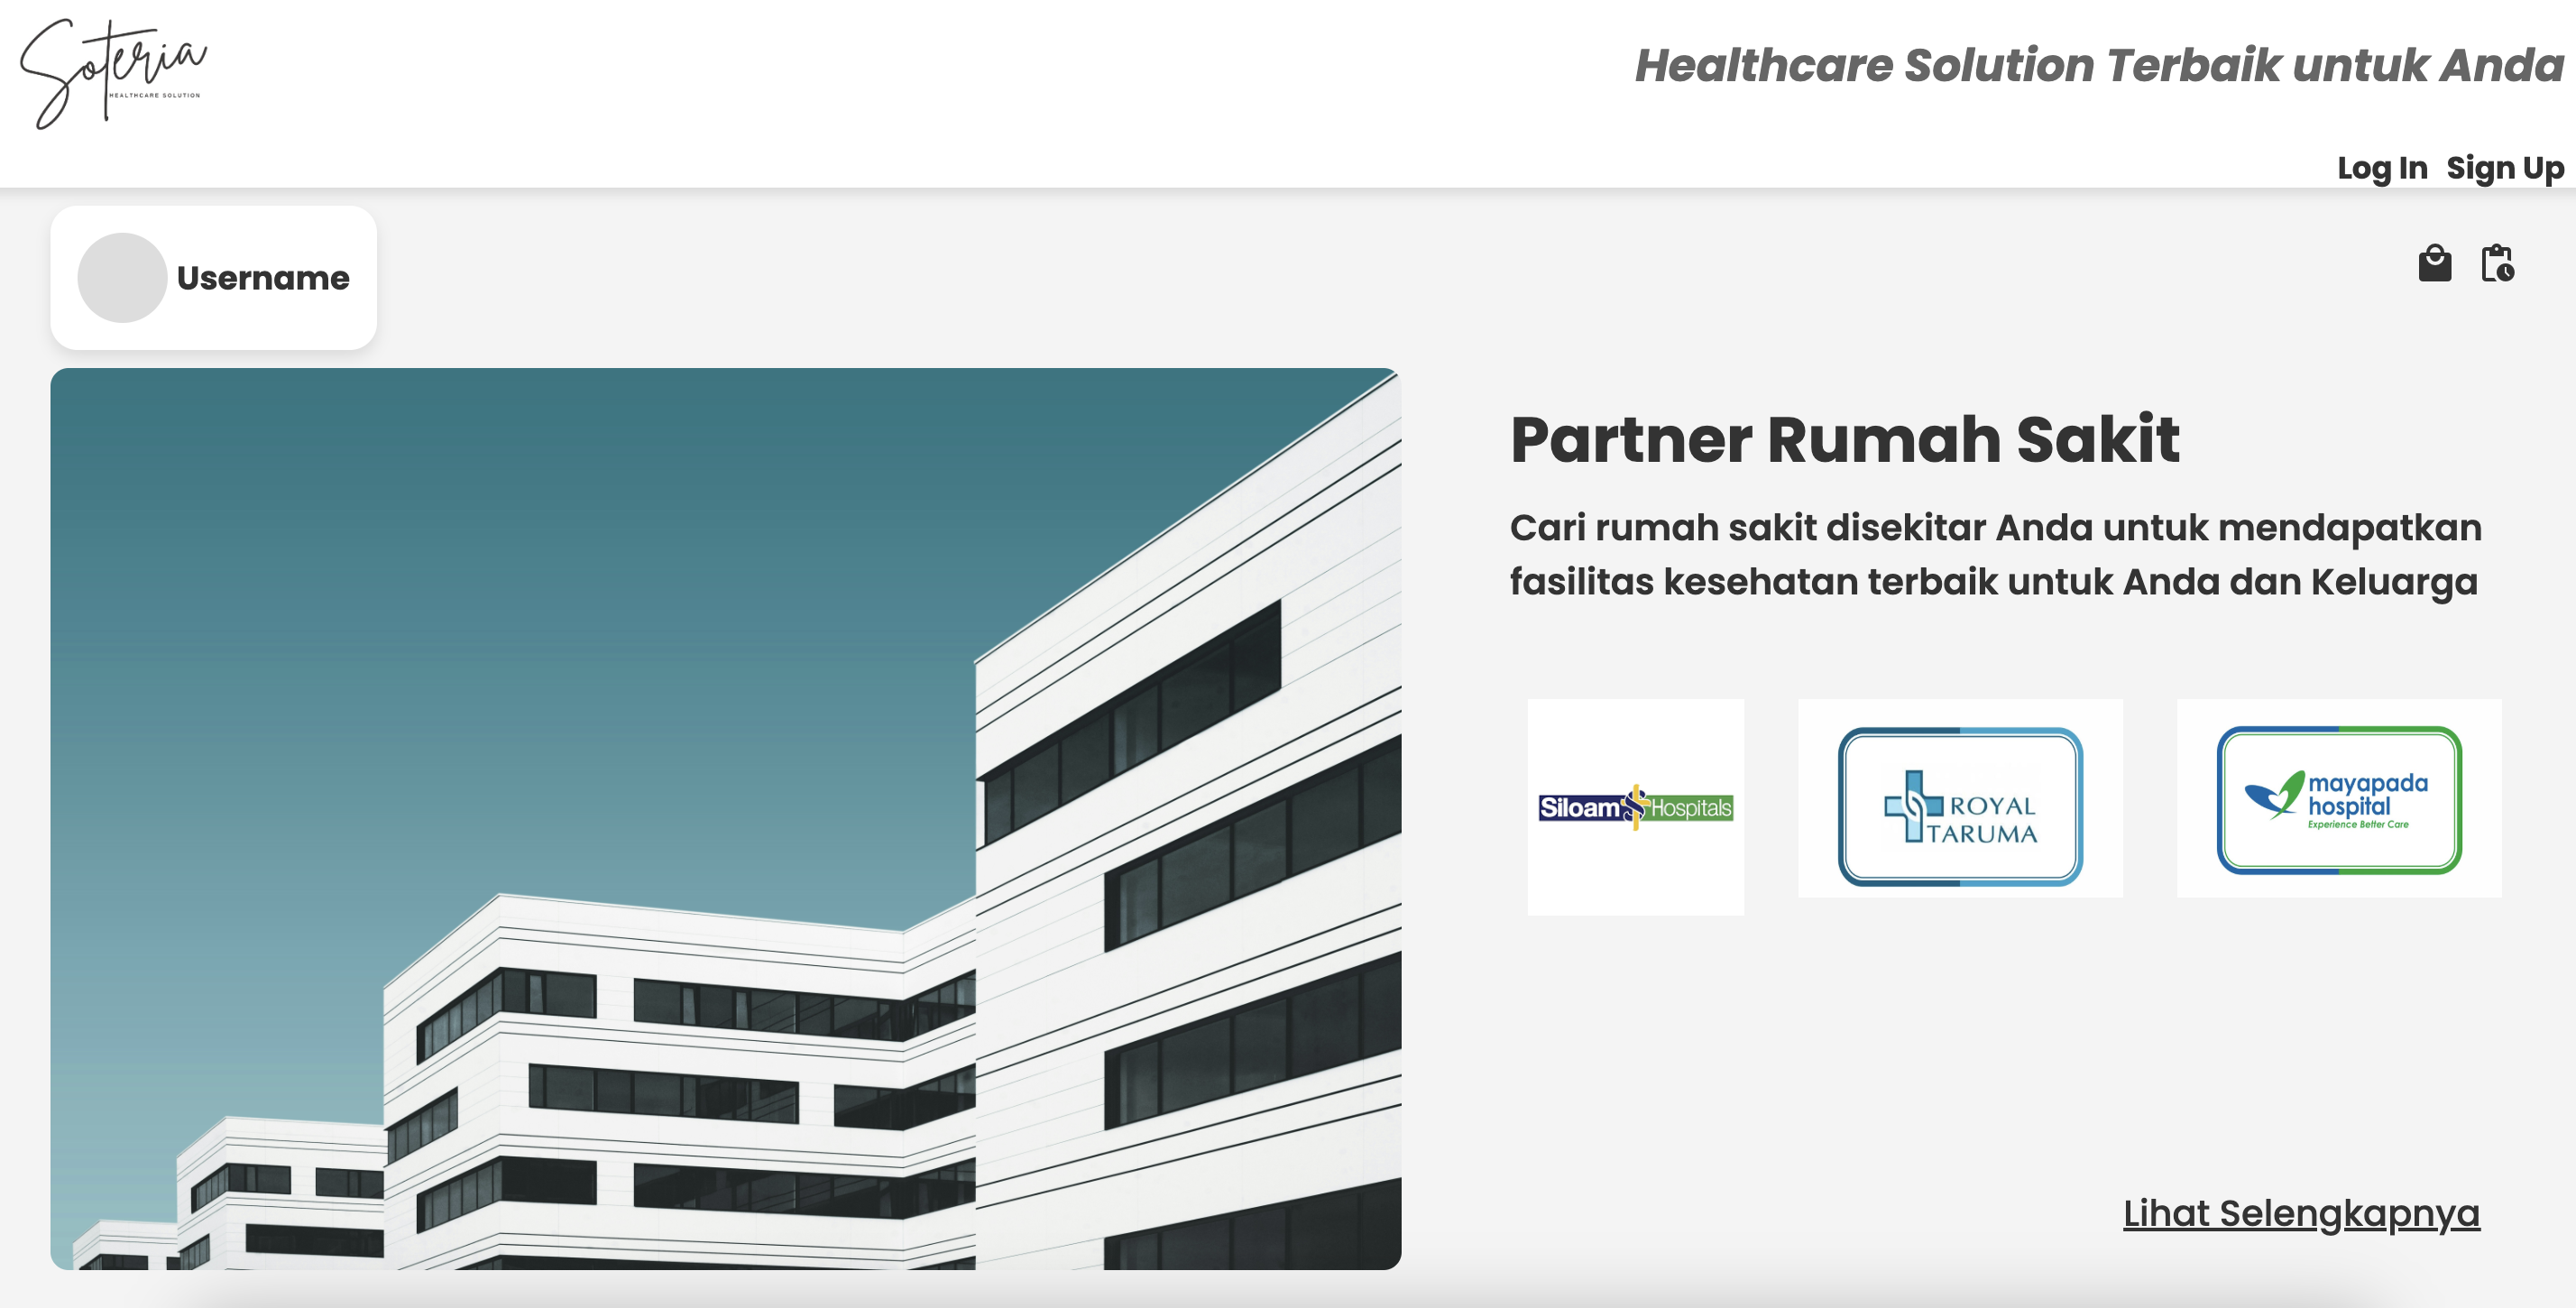 Soteria
HEALTHCARE SOLUTION
Healthcare Solution Terbaik untuk Anda
Log In Sign Up
Username
Partner Rumah Sakit
Cari rumah sakit disekitar Anda untuk mendapatkan
fasilitas kesehatan terbaik untuk Anda dan Keluarga
Siloam Hospitals
ROYAL
TARUMA
mayapada
hospital
Experience Better Care
Lihat Selengkapnya